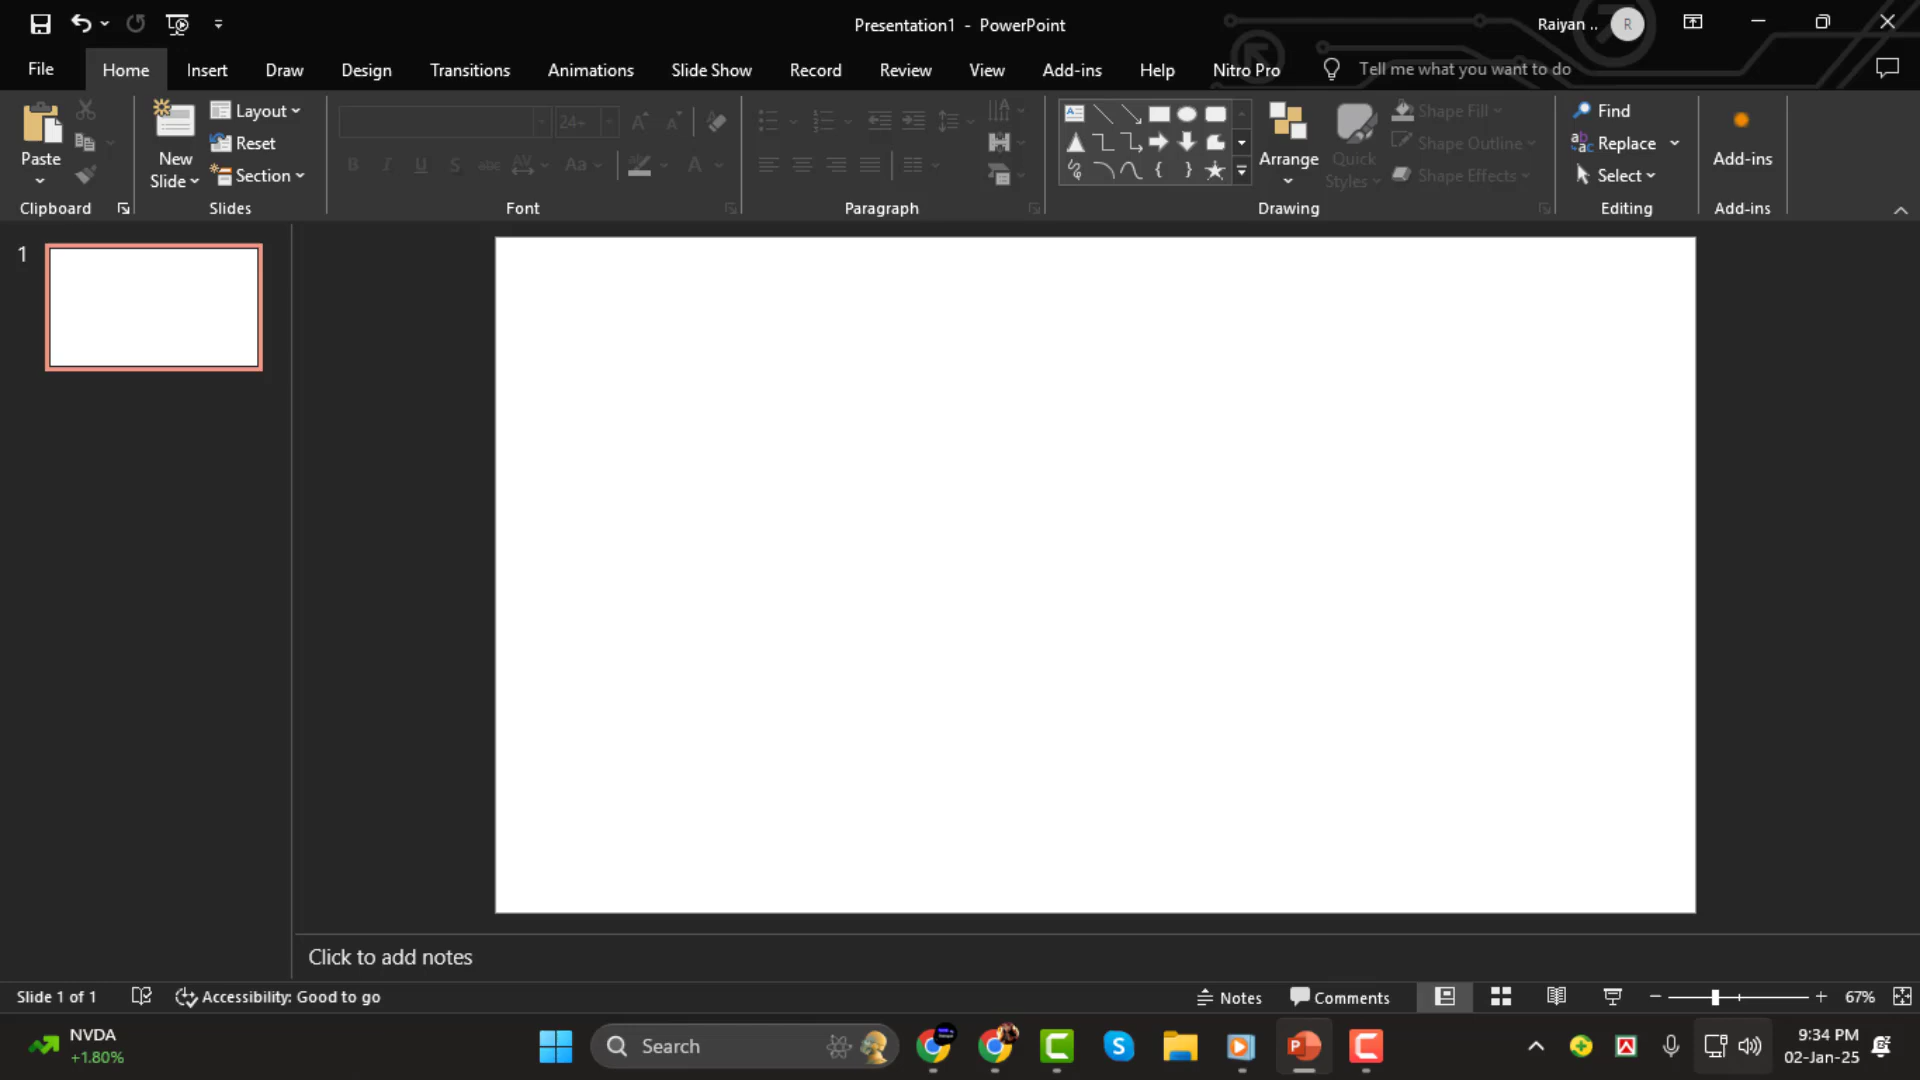 Presentation1 - PowerPoint
Raiyan ..
R
File
Home
Insert
Draw
Design
Transitions
Animations
Slide Show
Record
Review
View
Add-ins
Help
Nitro Pro
Tell me what you want to do
Paste
Clipboard
New
Slide
Layout
Reset
Section
Slides
24+
B I U S abc AV Aa A
Font
Paragraph
Arrange
Quick
Styles
Shape Fill
Shape Outline
Shape Effects
Drawing
Find
Replace
Select
Editing
Add-ins
Add-ins
1
Click to add notes
Slide 1 of 1
Accessibility: Good to go
Notes
Comments
67%
NVDA
+1.80%
Search
9:34 PM
02-Jan-25